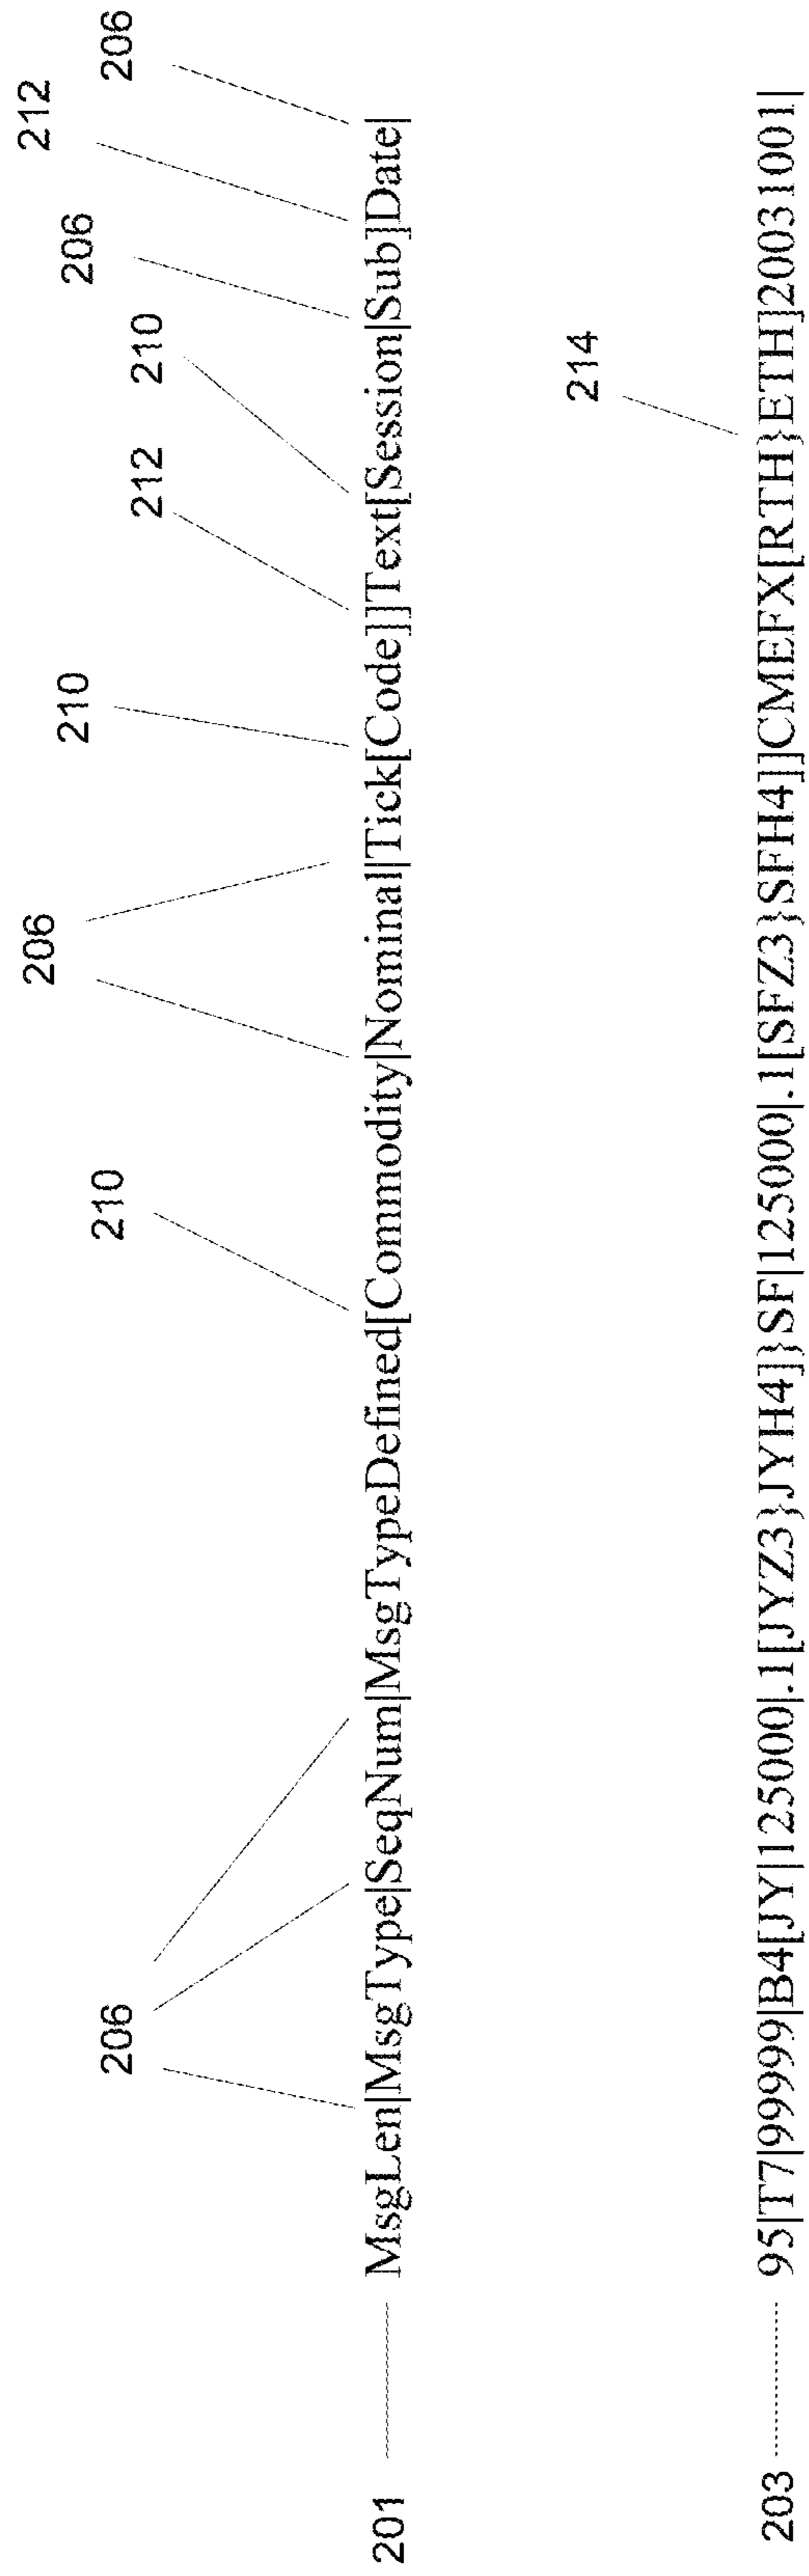 206 210 206 210 212 210 206 212 206
201 MsgLen|MsgType|SeqNum|MsgTypeDefined[Commodity|Nominal|Tick[Code]]Text[Session|Sub]Date|
214
203 95|T7|99999|B4[JY|125000|.1[JYZ3}JYH4]}SF|125000|.1[SFZ3}SFH4]]CMEFX[RTH}ETH]20031001|